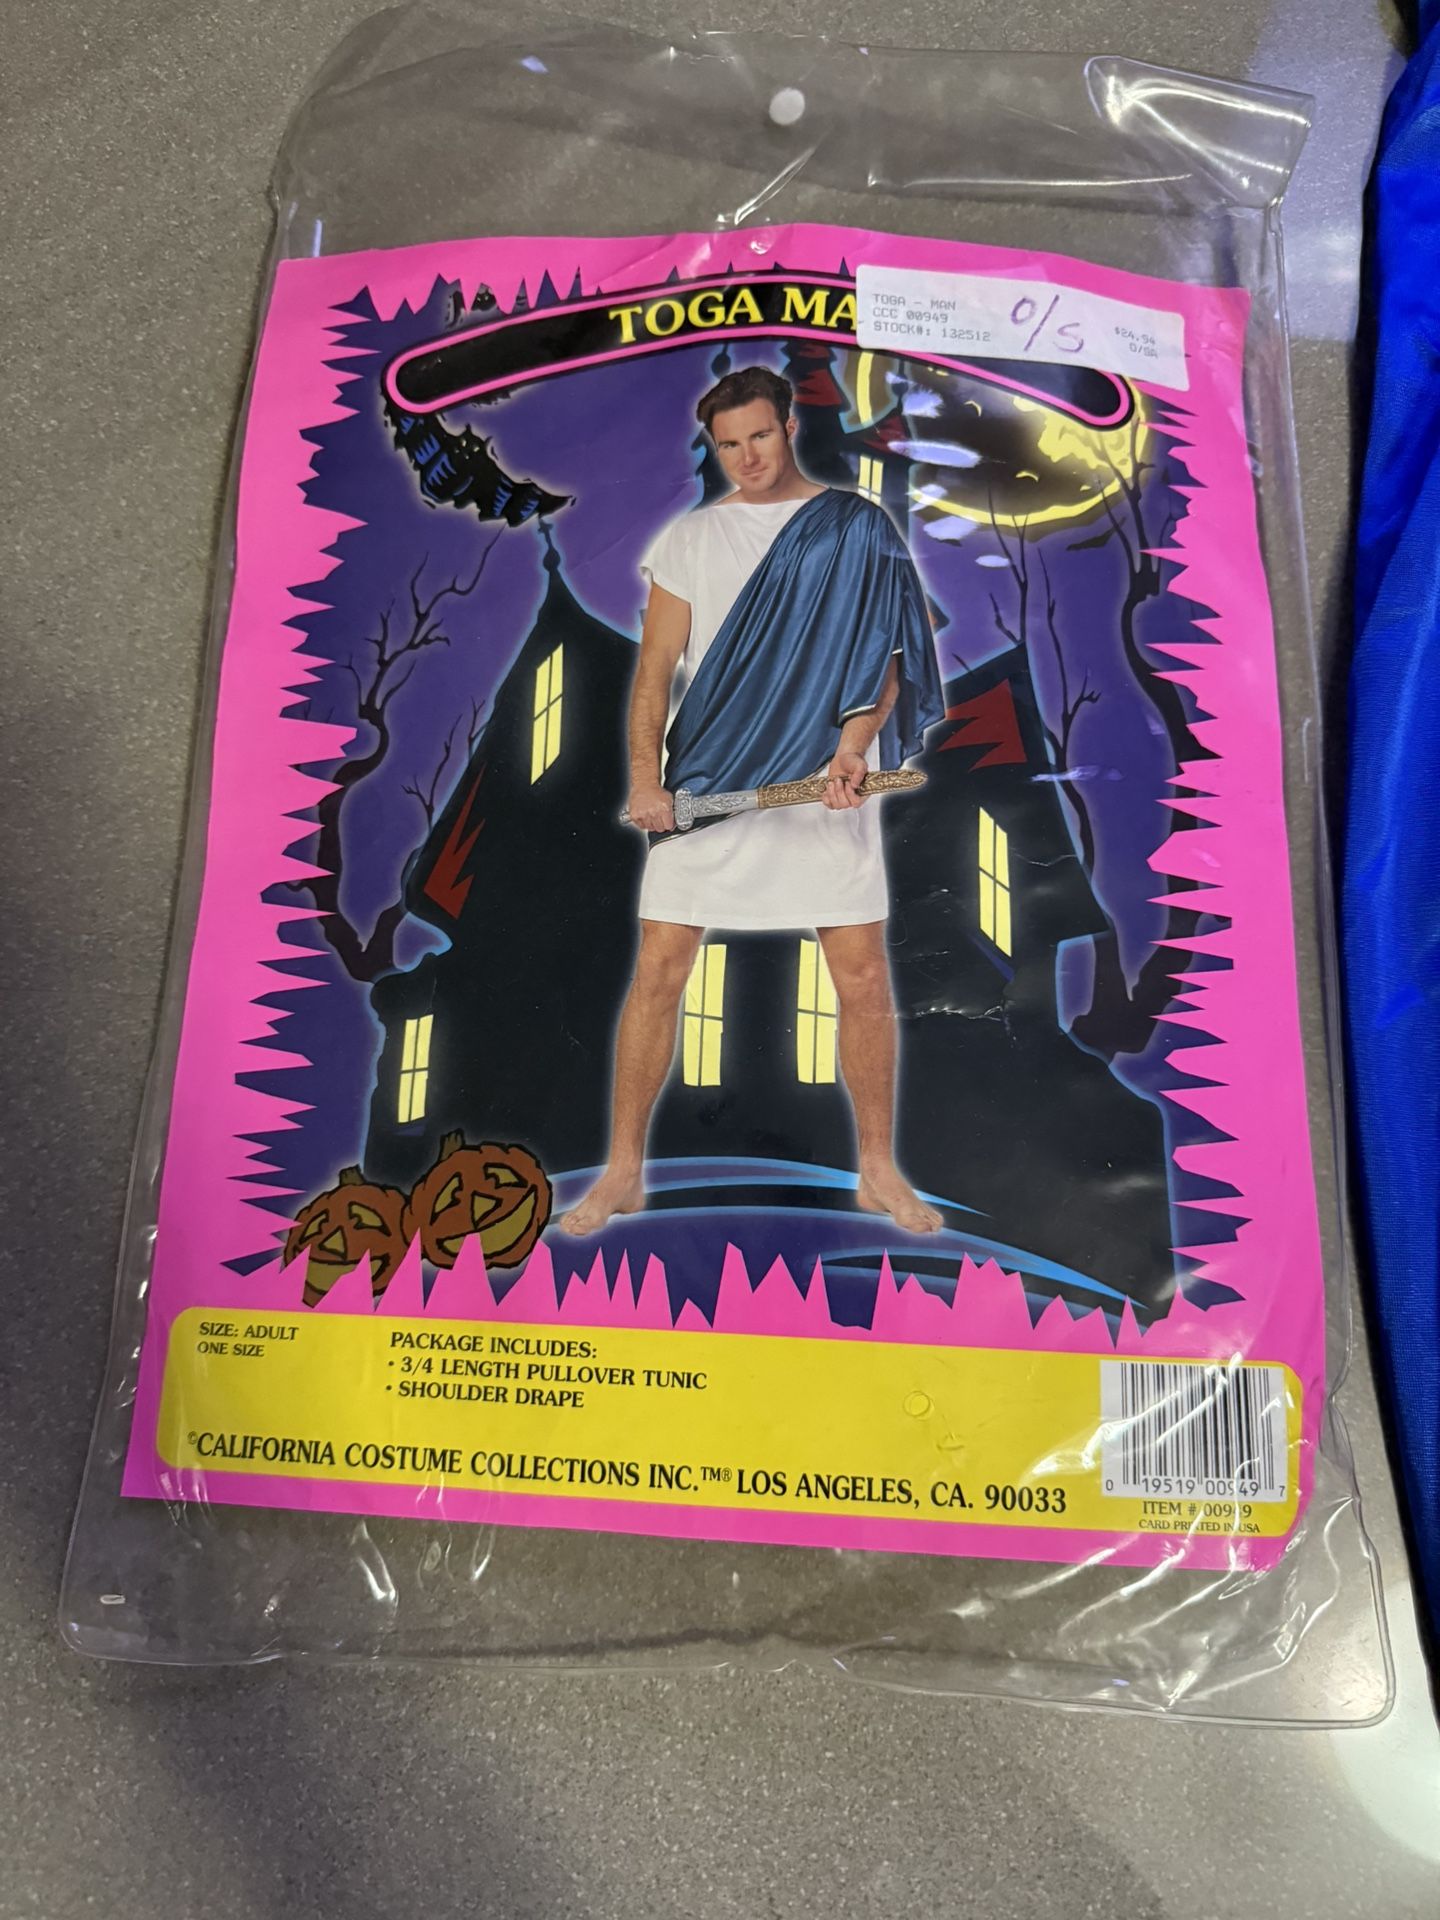 TOGA MA
TOGA - MAN
CCC 00949
STOCK#: 132512
O/S
$24.94
O/SA
SIZE: ADULT
ONE SIZE
PACKAGE INCLUDES:
• 3/4 LENGTH PULLOVER TUNIC
• SHOULDER DRAPE
©CALIFORNIA COSTUME COLLECTIONS INC.™® LOS ANGELES, CA. 90033
0 19519 00949 7
ITEM # 00949
CARD PRINTED IN USA